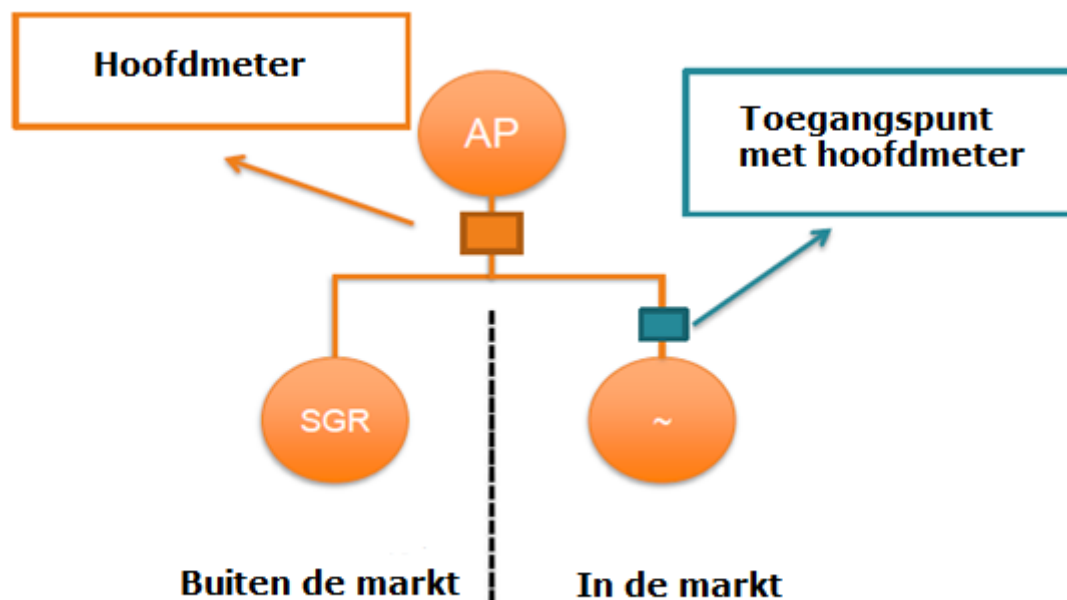 Hoofdmeter
AP
Toegangspunt
met hoofdmeter
SGR
~
Buiten de markt
In de markt